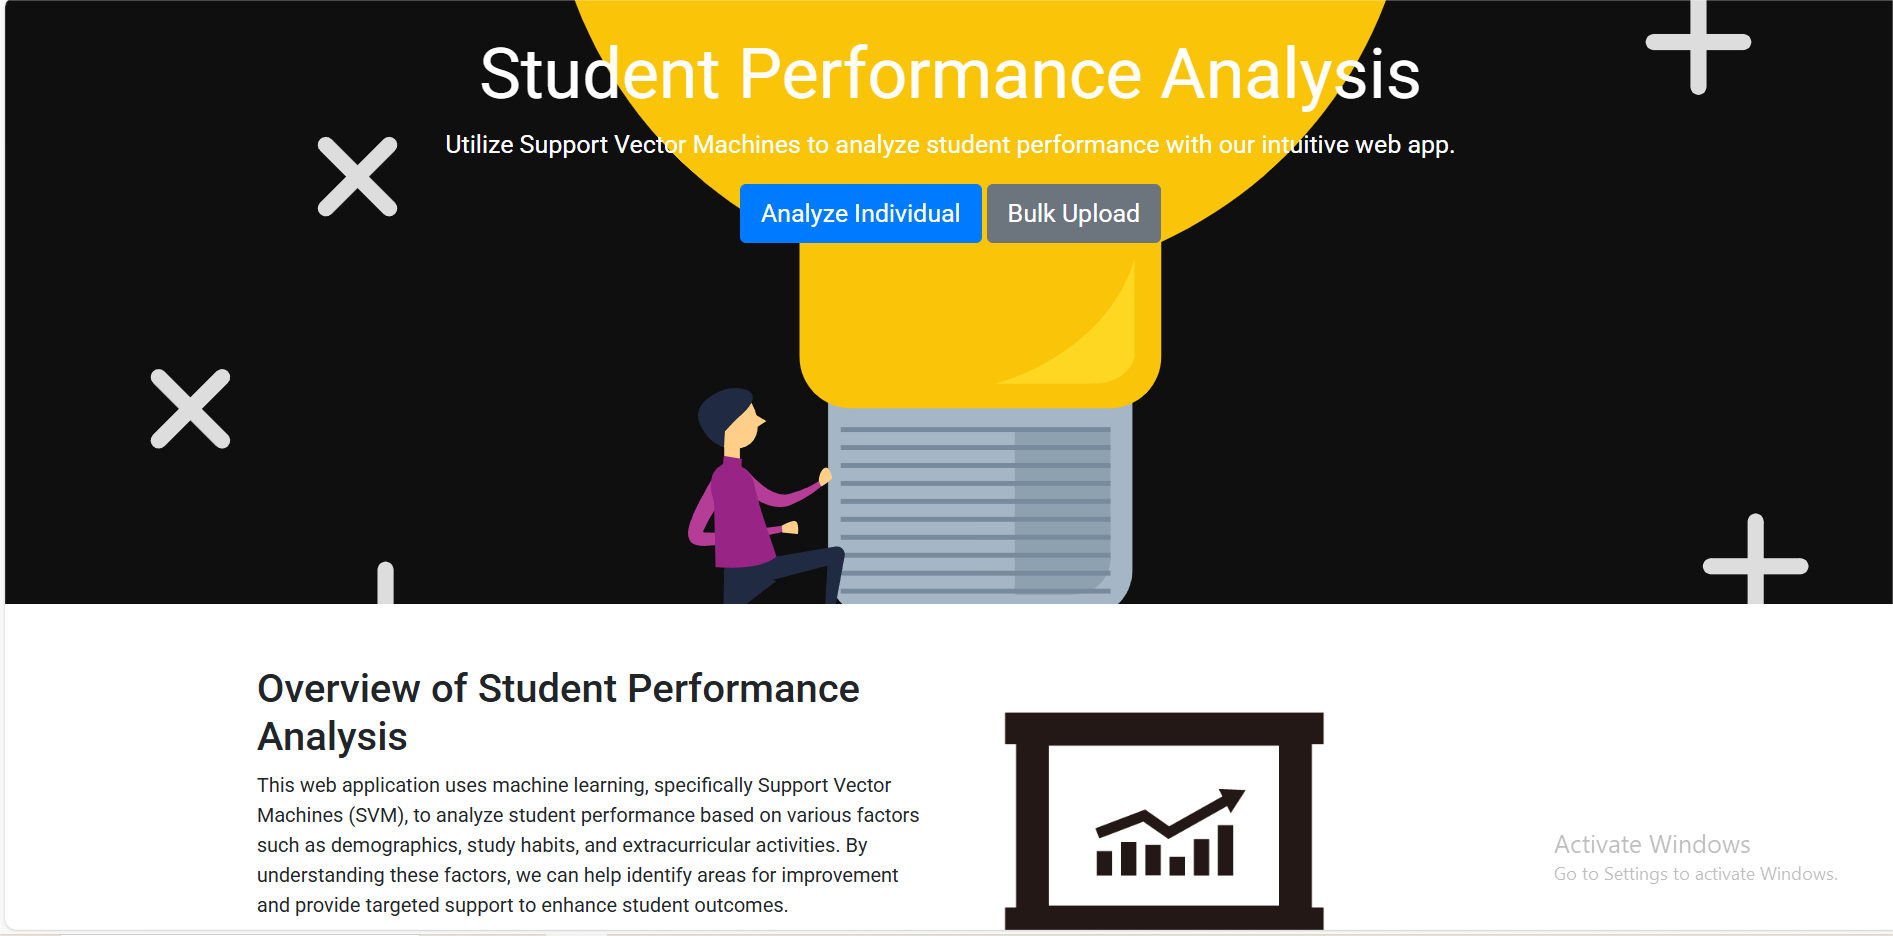 Student Performance Analysis
Utilize Support Vector Machines to analyze student performance with our intuitive web app.
Analyze Individual
Bulk Upload
Overview of Student Performance
Analysis
This web application uses machine learning, specifically Support Vector
Machines (SVM), to analyze student performance based on various factors
such as demographics, study habits, and extracurricular activities. By
understanding these factors, we can help identify areas for improvement
and provide targeted support to enhance student outcomes.
Activate Windows
Go to Settings to activate Windows.